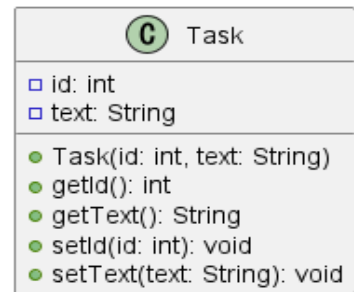 C Task
id: int
text: String
Task(id: int, text: String)
getId(): int
getText(): String
setId(id: int): void
setText(text: String): void